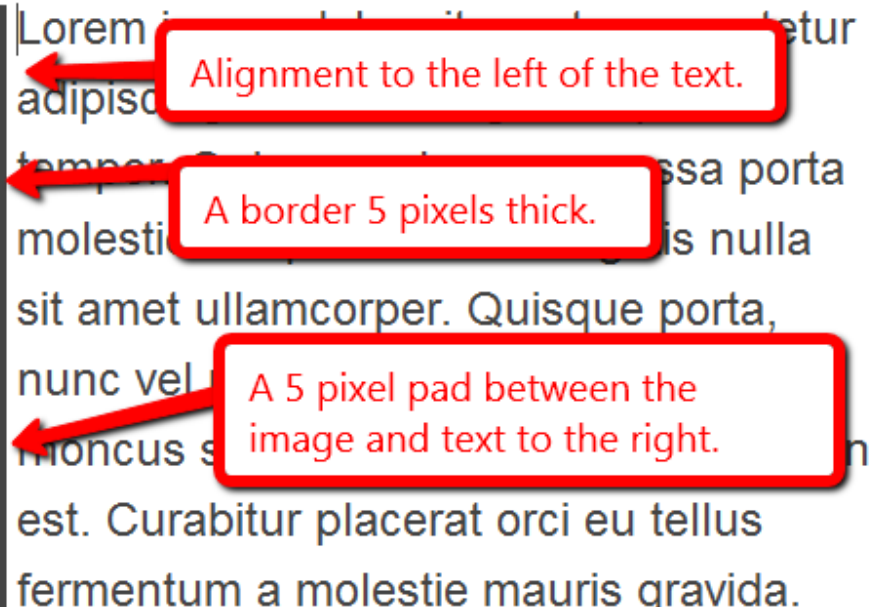 Lorem etur
Alignment to the left of the text.
adipisc
ssa porta
A border 5 pixels thick.
molesti is nulla
sit amet ullamcorper. Quisque porta,
nunc vel
A 5 pixel pad between the
image and text to the right.
est. Curabitur placerat orci eu tellus
fermentum a molestie mauris gravida.